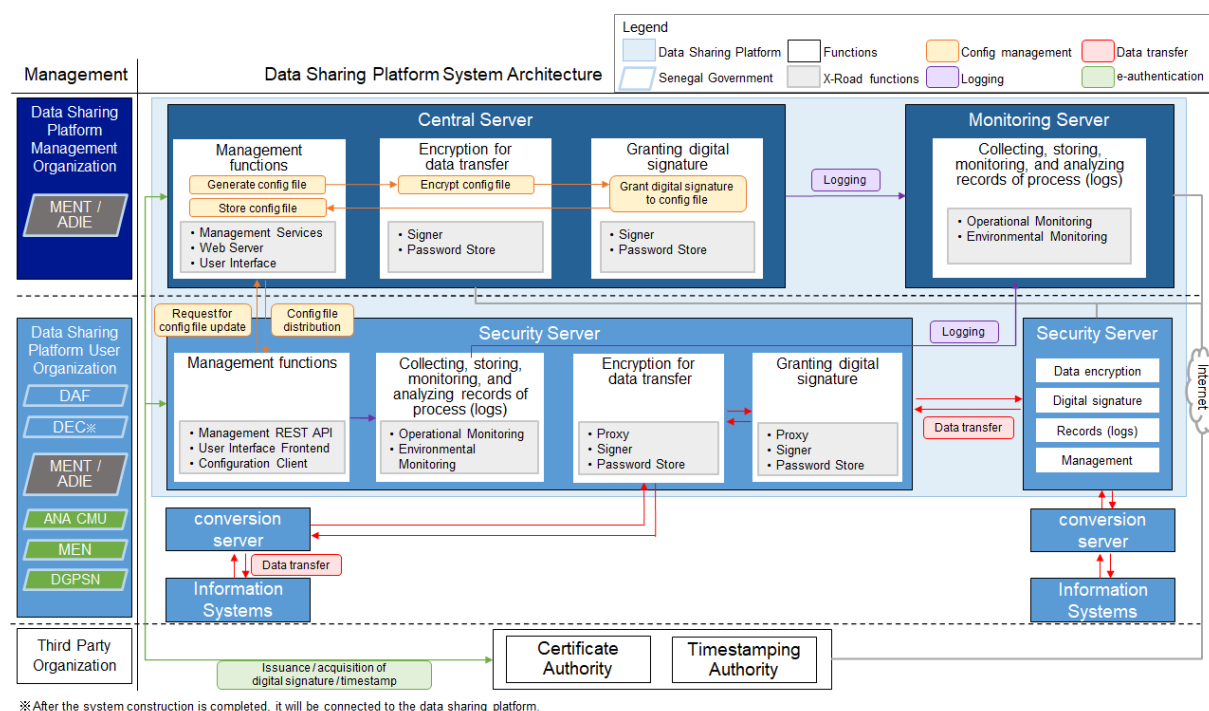 Legend
Data Sharing Platform
Functions
Config management
Data transfer
Senegal Government
X-Road functions
Logging
e-authentication
Management
Data Sharing Platform System Architecture
Data Sharing
Platform
Management
Organization
MENT /
ADIE
Central Server
Management
functions
Generate config file
Store config file
• Management Services
• Web Server
• User Interface
Encryption for
data transfer
Encrypt config file
• Signer
• Password Store
Granting digital
signature
Grant digital signature
to config file
• Signer
• Password Store
Logging
Monitoring Server
Collecting, storing,
monitoring, and analyzing
records of process (logs)
• Operational Monitoring
• Environmental Monitoring
Request for
config file update
Config file
distribution
Data Sharing
Platform User
Organization
DAF
DEC※
MENT /
ADIE
ANA CMU
MEN
DGPSN
Security Server
Management functions
• Management REST API
• User Interface Frontend
• Configuration Client
Collecting, storing,
monitoring, and
analyzing records of
process (logs)
• Operational Monitoring
• Environmental
Monitoring
Encryption for
data transfer
• Proxy
• Signer
• Password Store
Granting digital
signature
• Proxy
• Signer
• Password Store
Logging
Data transfer
Security Server
Data encryption
Digital signature
Records (logs)
Management
Internet
conversion
server
Data transfer
Information
Systems
conversion
server
Information
Systems
Third Party
Organization
Issuance / acquisition of
digital signature / timestamp
Certificate
Authority
Timestamping
Authority
※After the system construction is completed, it will be connected to the data sharing platform.